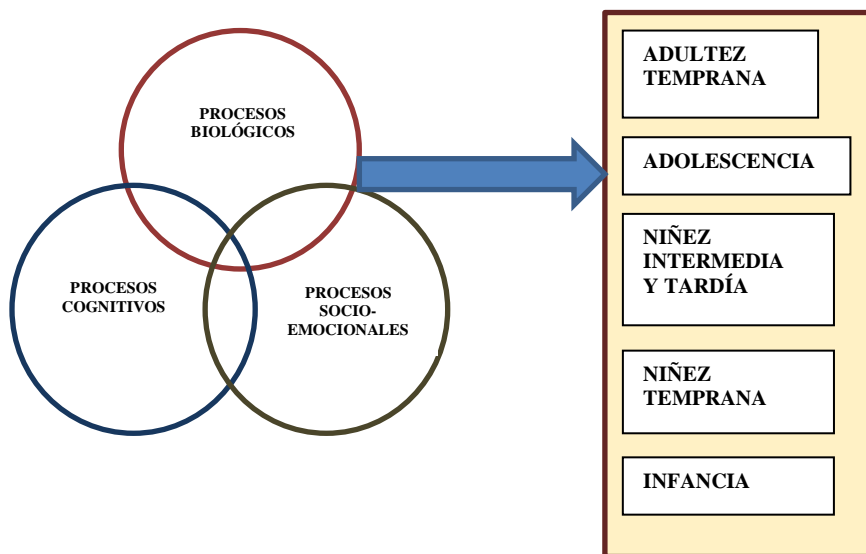 PROCESOS
BIOLÓGICOS
PROCESOS
COGNITIVOS
PROCESOS
SOCIO-
EMOCIONALES
ADULTEZ
TEMPRANA
ADOLESCENCIA
NIÑEZ
INTERMEDIA
Y TARDÍA
NIÑEZ
TEMPRANA
INFANCIA